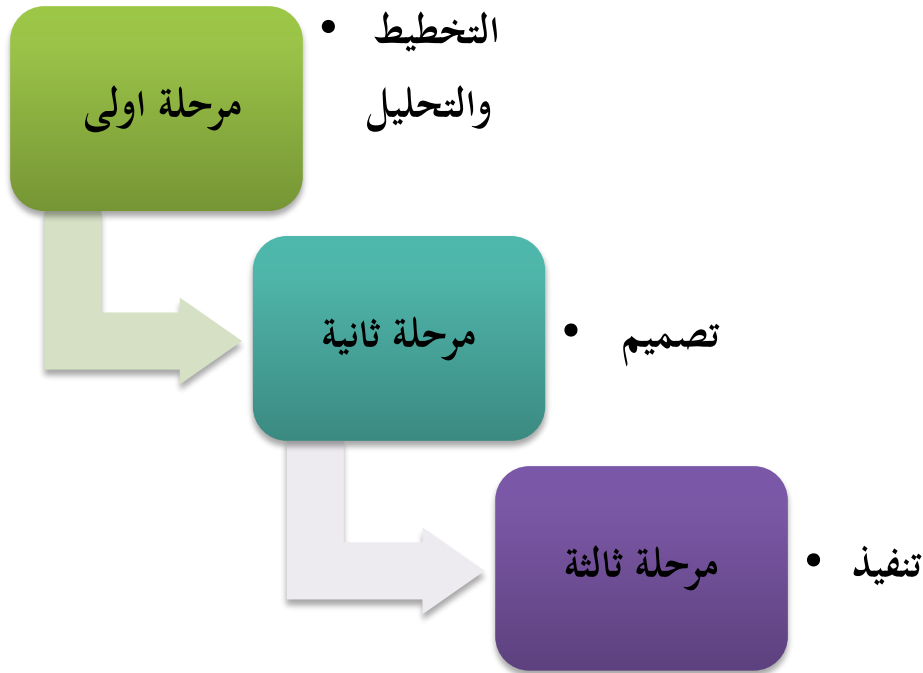 مرحلة اولى
• التخطيط
والتحليل
مرحلة ثانية
• تصميم
مرحلة ثالثة
• تنفيذ